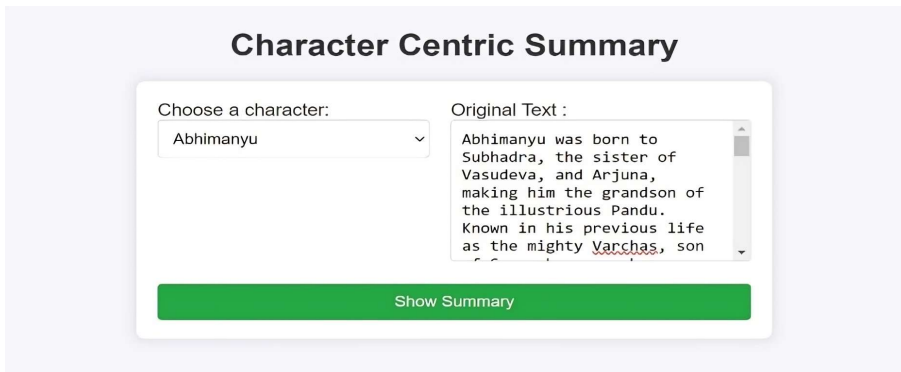 Character Centric Summary
Choose a character:
Abhimanyu
Original Text :
Abhimanyu was born to
Subhadra, the sister of
Vasudeva, and Arjuna,
making him the grandson of
the illustrious Pandu.
Known in his previous life
as the mighty Varchas, son
Show Summary